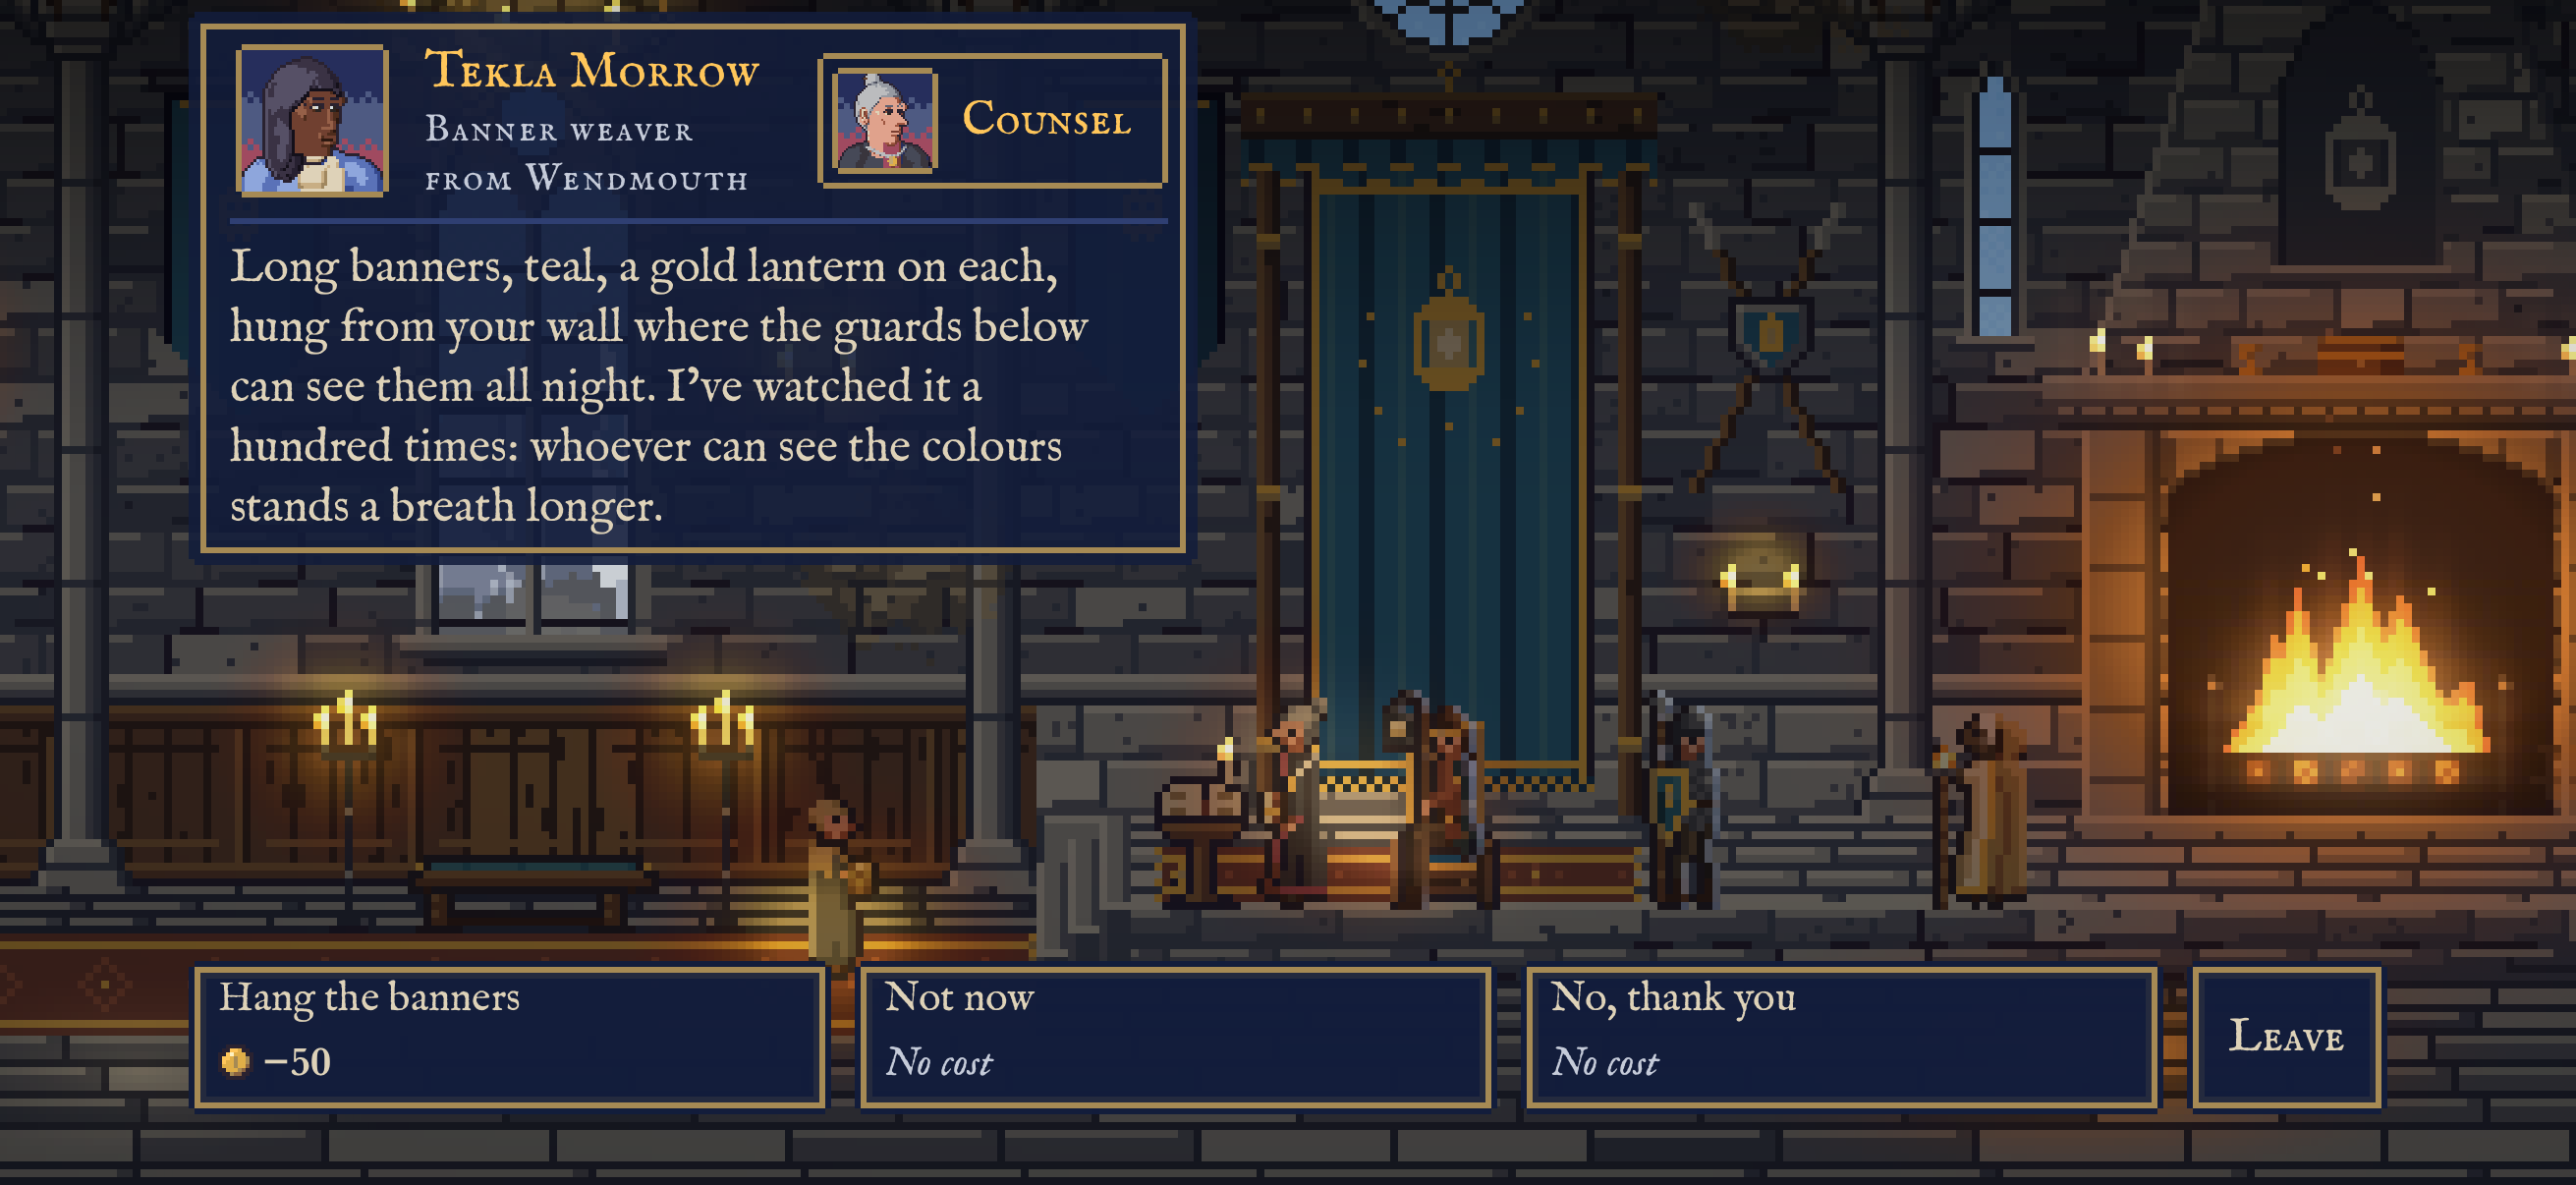 Tekla Morrow
Banner weaver
from Wendmouth
Counsel
Long banners, teal, a gold lantern on each,
hung from your wall where the guards below
can see them all night. I’ve watched it a
hundred times: whoever can see the colours
stands a breath longer.
Hang the banners
−50
Not now
No cost
No, thank you
No cost
Leave